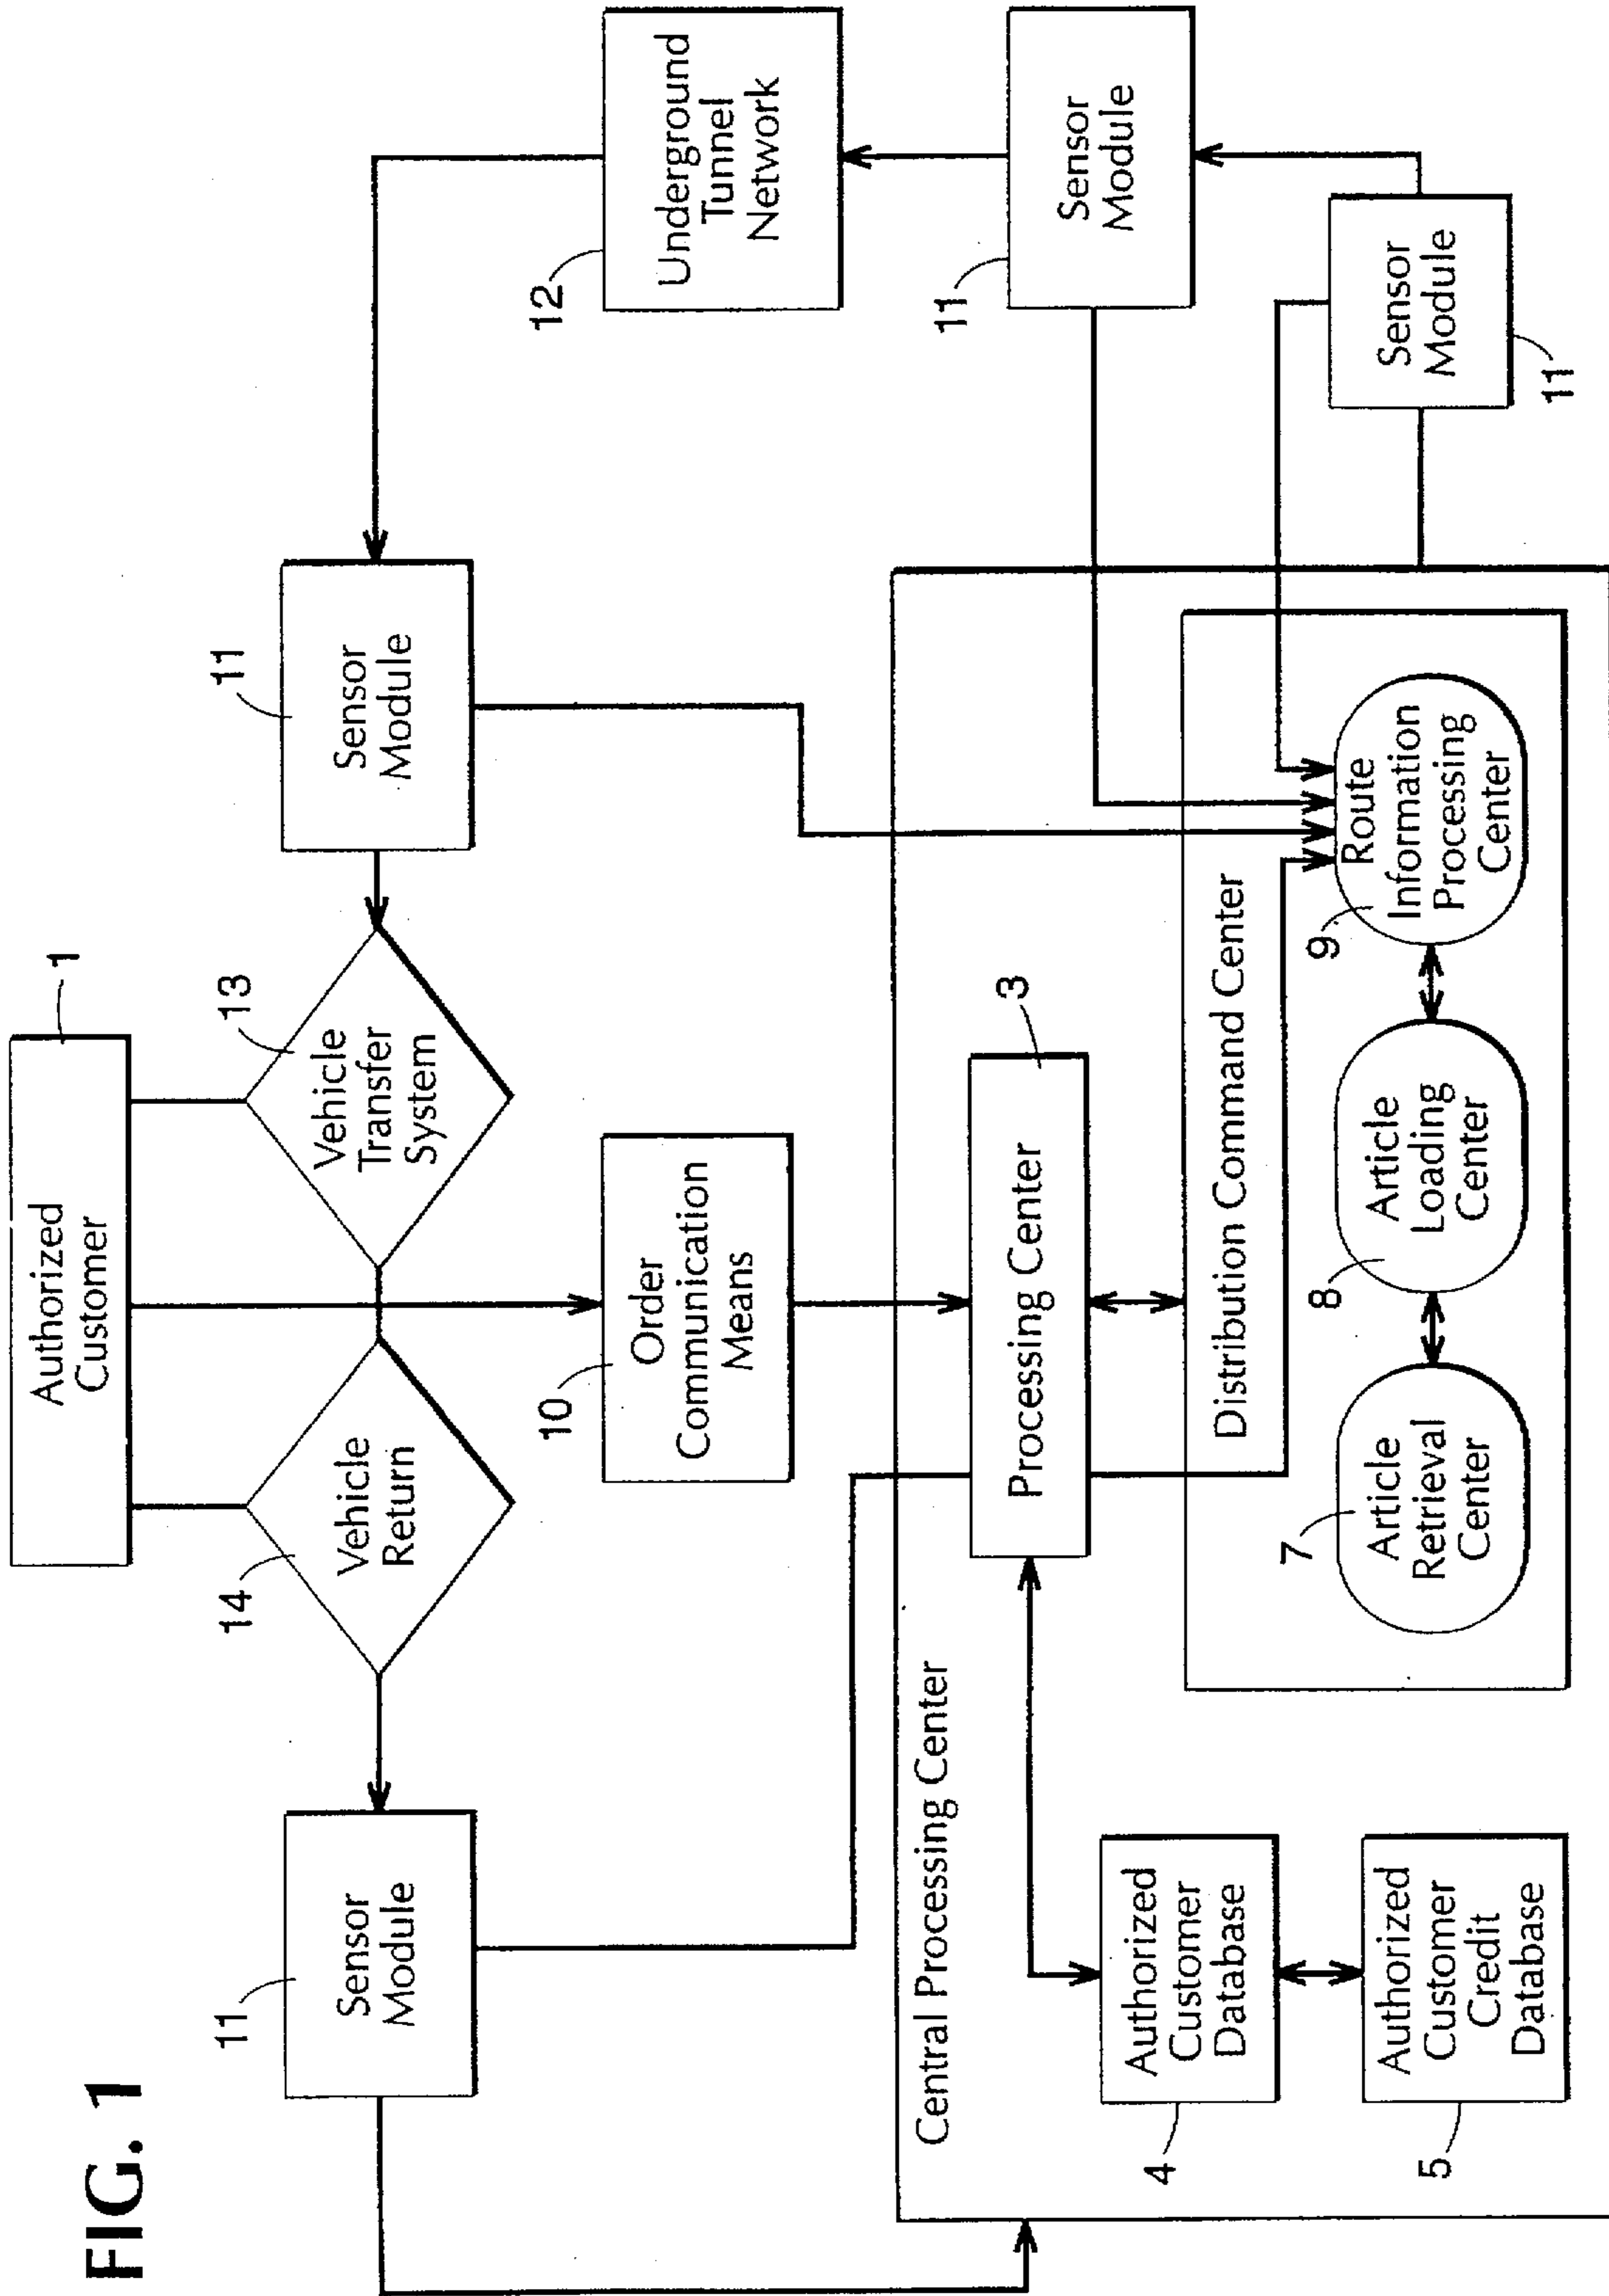 FIG. 1
Authorized
Customer
1
11
Sensor
Module
14
Vehicle
Return
13
Vehicle
Transfer
System
11
Sensor
Module
12
Underground
Tunnel
Network
10
Order
Communication
Means
11
Sensor
Module
Central Processing Center
Processing Center
3
4
Authorized
Customer
Database
Distribution Command Center
5
Authorized
Customer
Credit
Database
7
Article
Retrieval
Center
8
Article
Loading
Center
9
Route
Information
Processing
Center
Sensor
Module
11